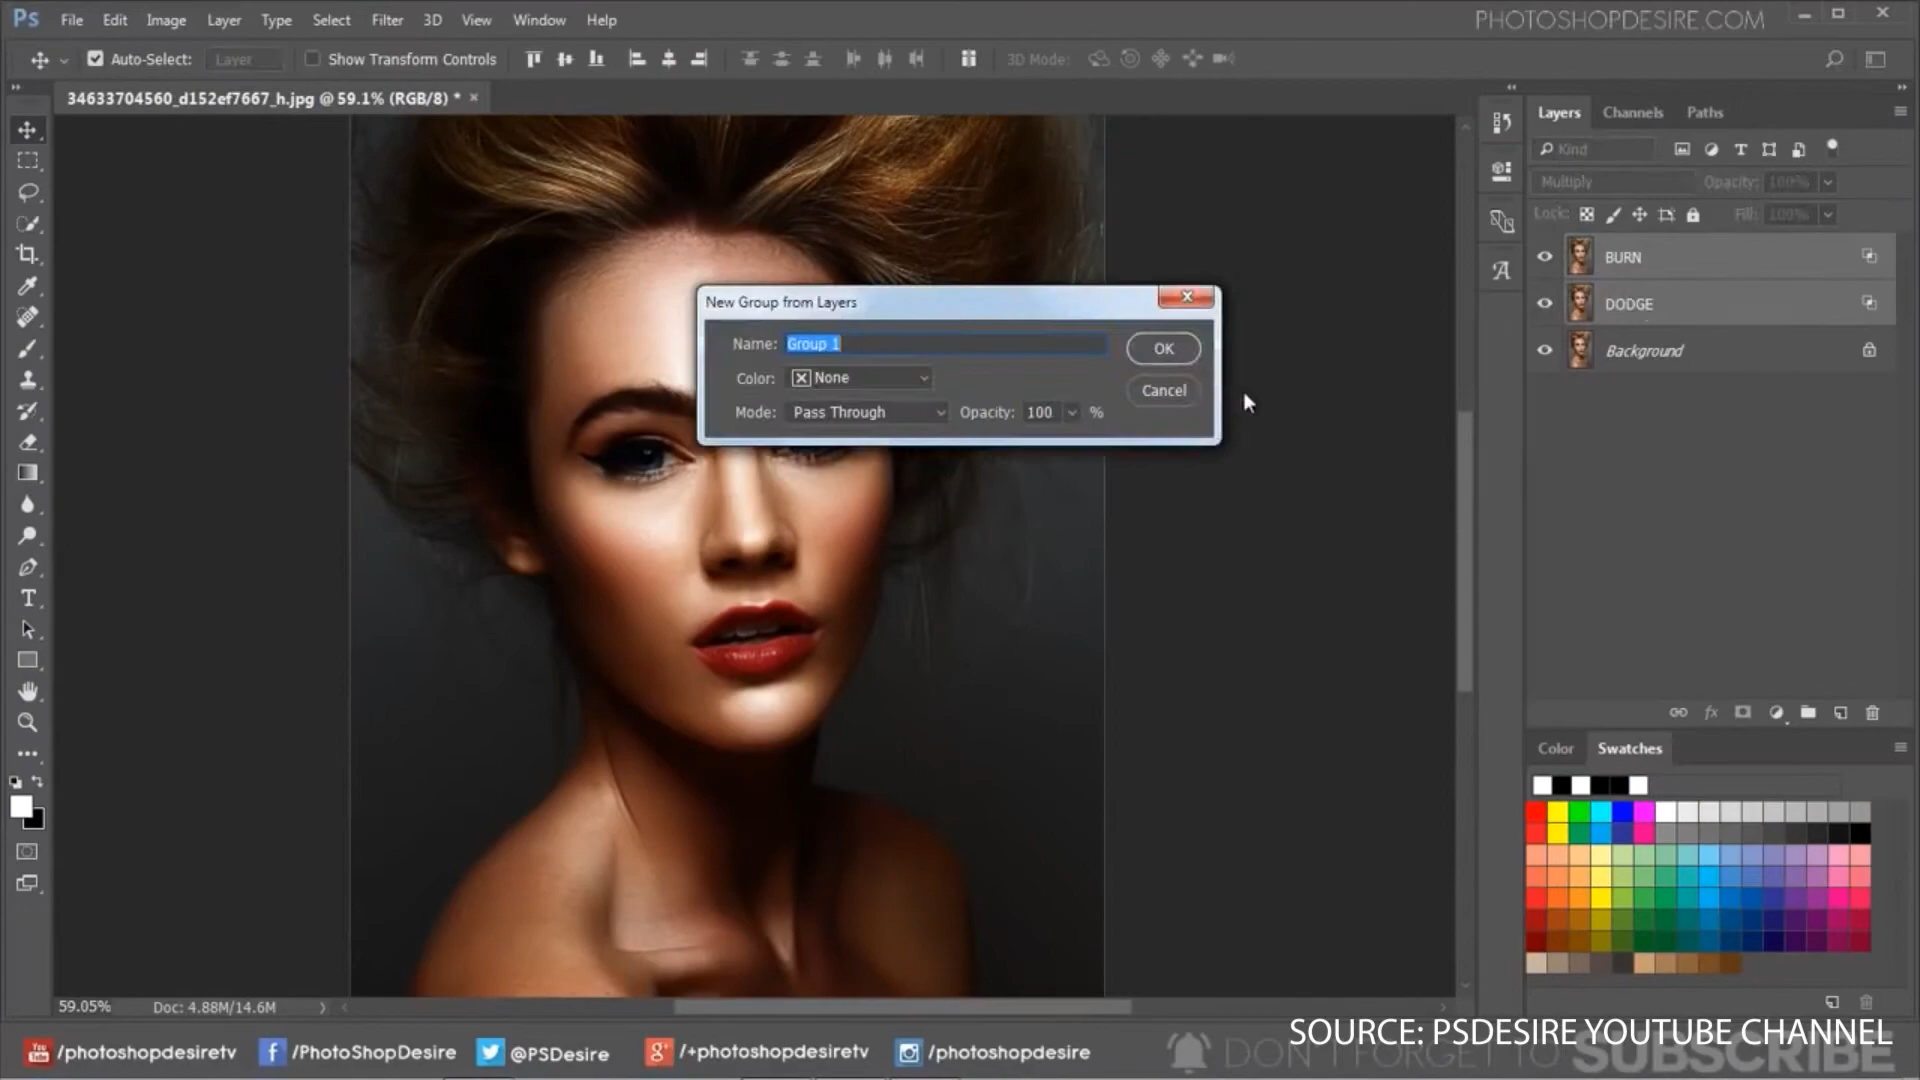 Ps File Edit Image Layer Type Select Filter 3D View Window Help PHOTOSHOPDESIRE.COM
Auto-Select: Layer Show Transform Controls 3D Mode:
34633704560_d152ef7667_h.jpg @ 59.1% (RGB/8) * ×
Layers Channels Paths
Kind
Multiply Opacity: 100%
Lock: Fill: 100%
BURN
DODGE
Background
New Group from Layers
Name: Group 1 OK
Color: None Cancel
Mode: Pass Through Opacity: 100 %
Color Swatches
59.05% Doc: 4.88M/14.6M
SOURCE: PSDESIRE YOUTUBE CHANNEL
You Tube /photoshopdesiretv f /PhotoShopDesire @PSDesire g+ /+photoshopdesiretv /photoshopdesire DON'T FORGET TO SUBSCRIBE